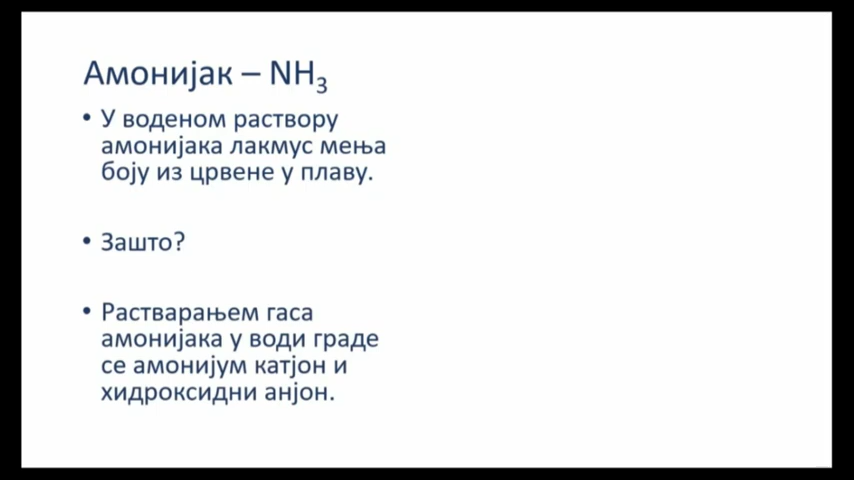 Амонијак – NH₃
• У воденом раствору
амонијака лакмус мења
боју из црвене у плаву.
• Зашто?
• Растварањем гаса
амонијака у води граде
се амонијум катјон и
хидроксидни анјон.